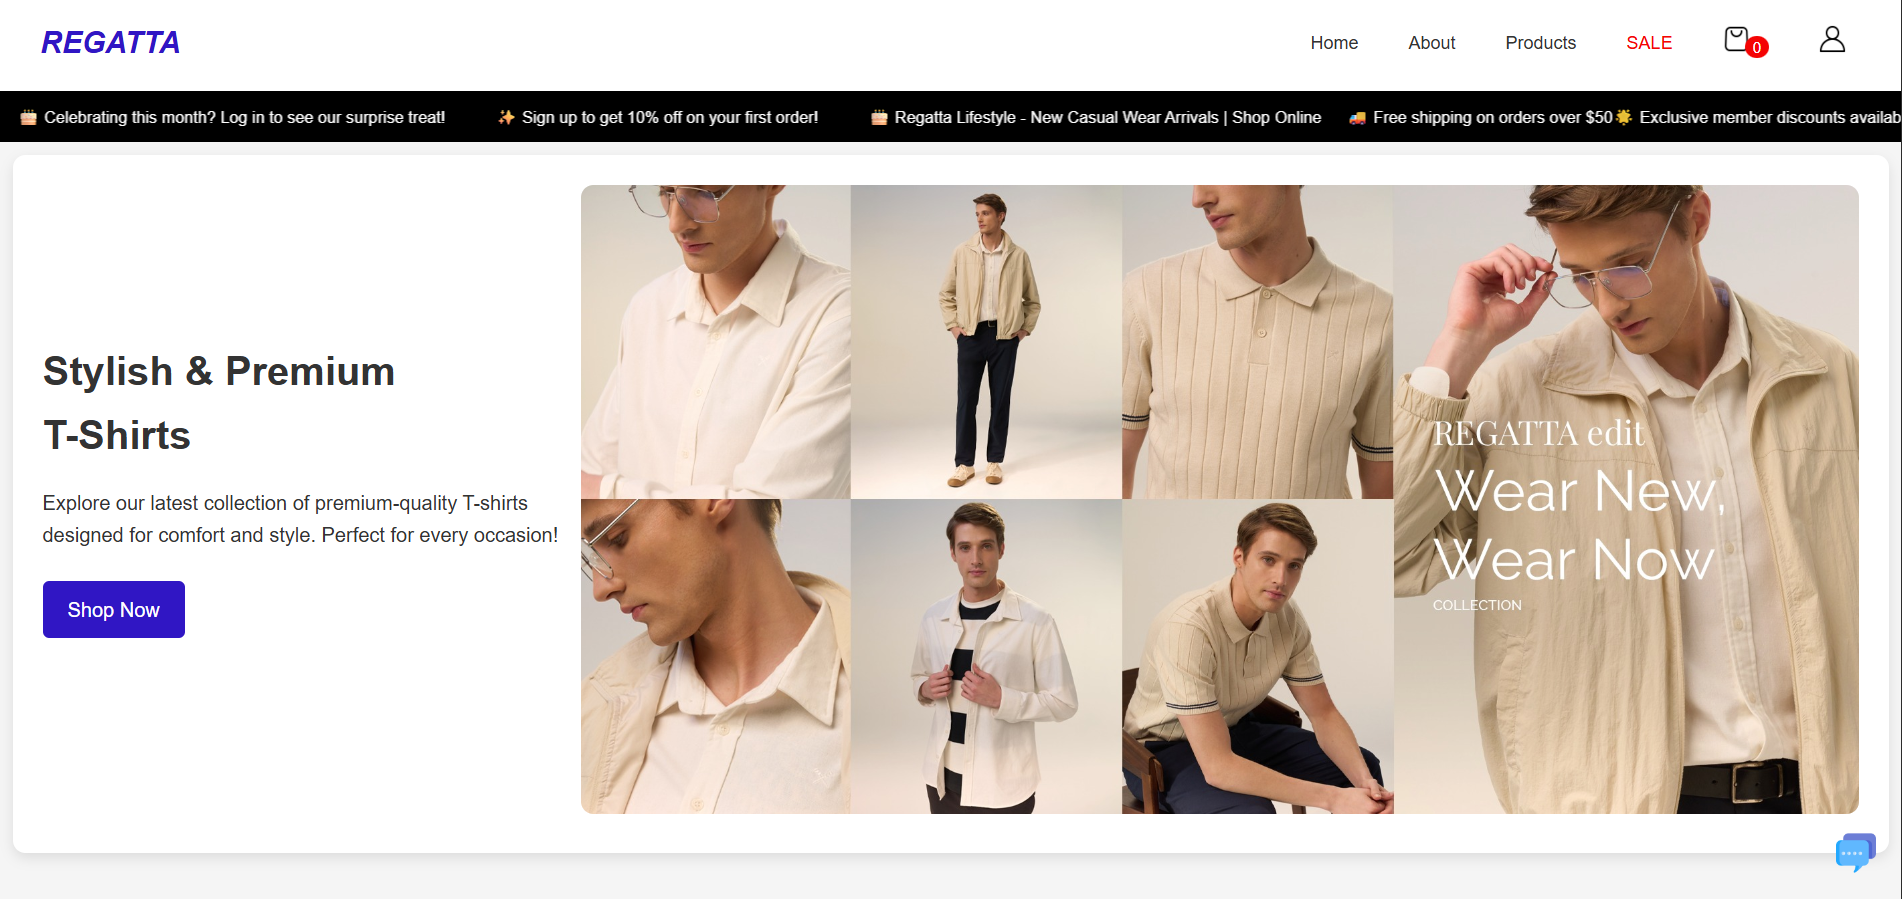 REGATTA
Home
About
Products
SALE
0
🎂 Celebrating this month? Log in to see our surprise treat!
✨ Sign up to get 10% off on your first order!
🎂 Regatta Lifestyle - New Casual Wear Arrivals | Shop Online
🚚 Free shipping on orders over $50
🌟 Exclusive member discounts availab
Stylish & Premium
T-Shirts
Explore our latest collection of premium-quality T-shirts
designed for comfort and style. Perfect for every occasion!
Shop Now
REGATTA edit
Wear New,
Wear Now
COLLECTION